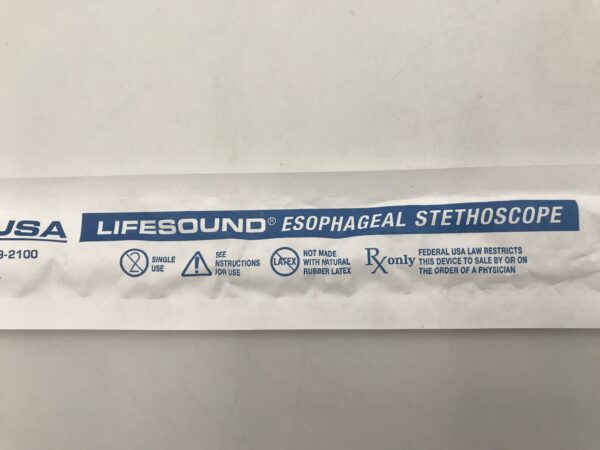 USA
LIFESOUND® ESOPHAGEAL STETHOSCOPE
-2100
2
SINGLE
USE
!
SEE
INSTRUCTIONS
FOR USE
LATEX
NOT MADE
WITH NATURAL
RUBBER LATEX
Rx only
FEDERAL USA LAW RESTRICTS
THIS DEVICE TO SALE BY OR ON
THE ORDER OF A PHYSICIAN